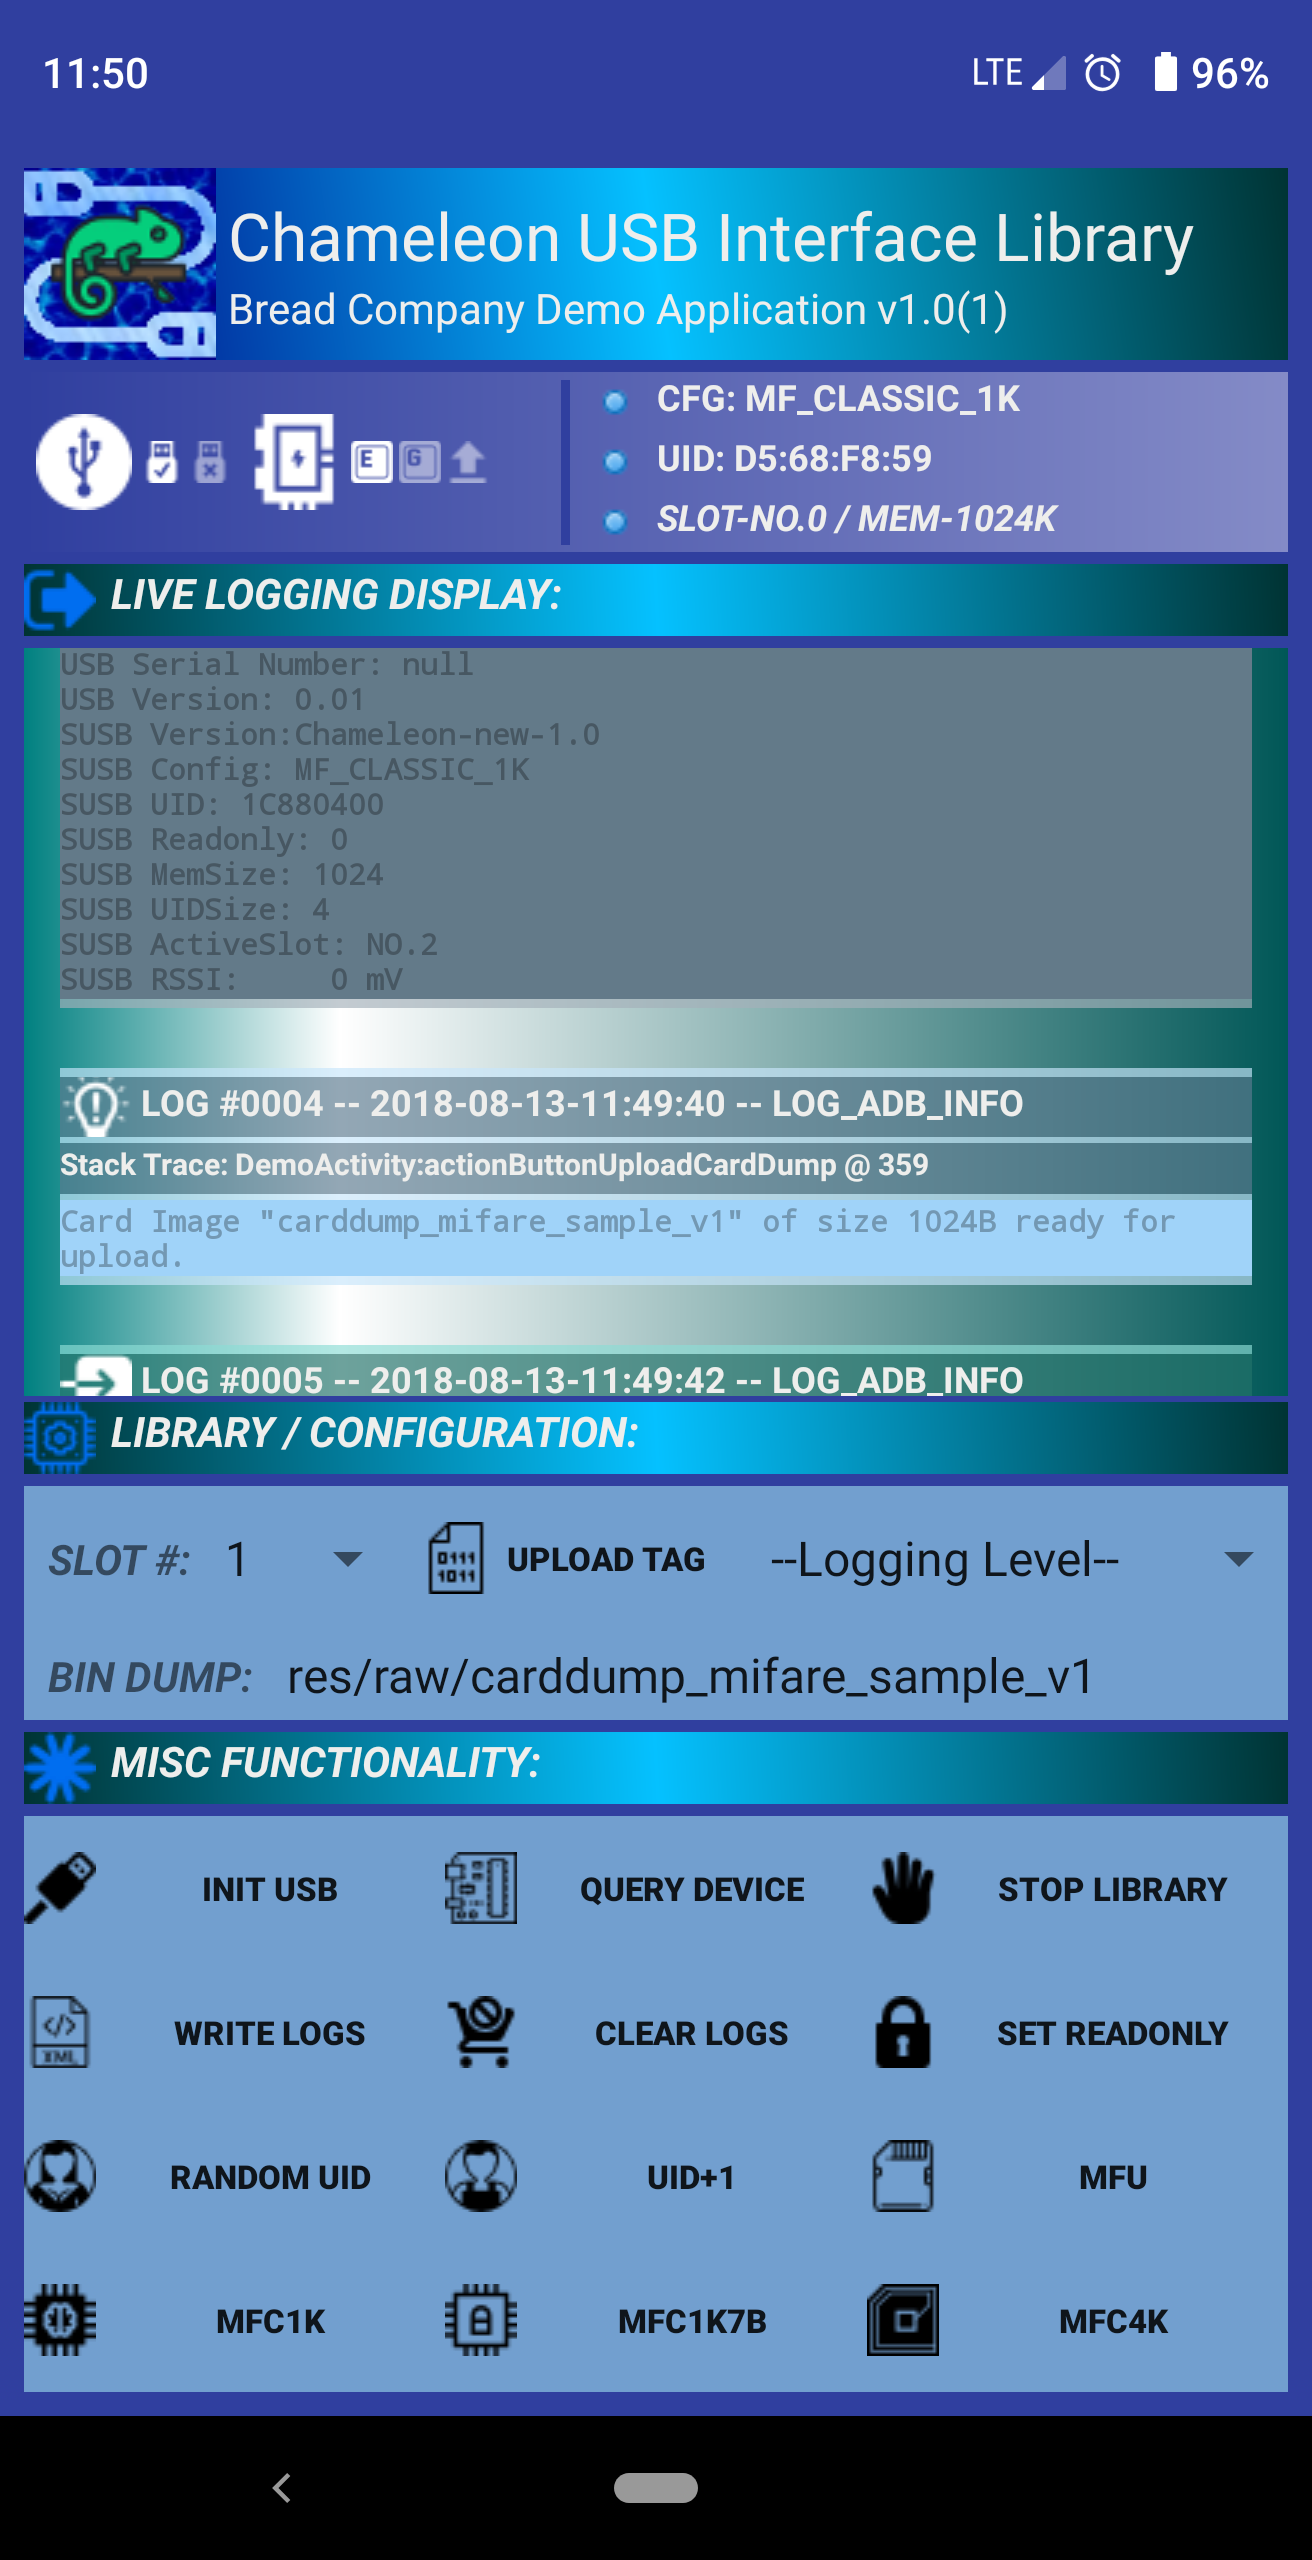 11:50 LTE 96%
Chameleon USB Interface Library
Bread Company Demo Application v1.0(1)
E G
CFG: MF_CLASSIC_1K
UID: D5:68:F8:59
SLOT-NO.0 / MEM-1024K
LIVE LOGGING DISPLAY:
USB Serial Number: null
USB Version: 0.01
SUSB Version:Chameleon-new-1.0
SUSB Config: MF_CLASSIC_1K
SUSB UID: 1C880400
SUSB Readonly: 0
SUSB MemSize: 1024
SUSB UIDSize: 4
SUSB ActiveSlot: NO.2
SUSB RSSI:     0 mV
LOG #0004 -- 2018-08-13-11:49:40 -- LOG_ADB_INFO
Stack Trace: DemoActivity:actionButtonUploadCardDump @ 359
Card Image "carddump_mifare_sample_v1" of size 1024B ready for
upload.
LOG #0005 -- 2018-08-13-11:49:42 -- LOG_ADB_INFO
LIBRARY / CONFIGURATION:
SLOT #: 1 0111 1011 UPLOAD TAG --Logging Level--
BIN DUMP: res/raw/carddump_mifare_sample_v1
MISC FUNCTIONALITY:
INIT USB QUERY DEVICE STOP LIBRARY
XML WRITE LOGS CLEAR LOGS SET READONLY
RANDOM UID UID+1 MFU
MFC1K MFC1K7B MFC4K